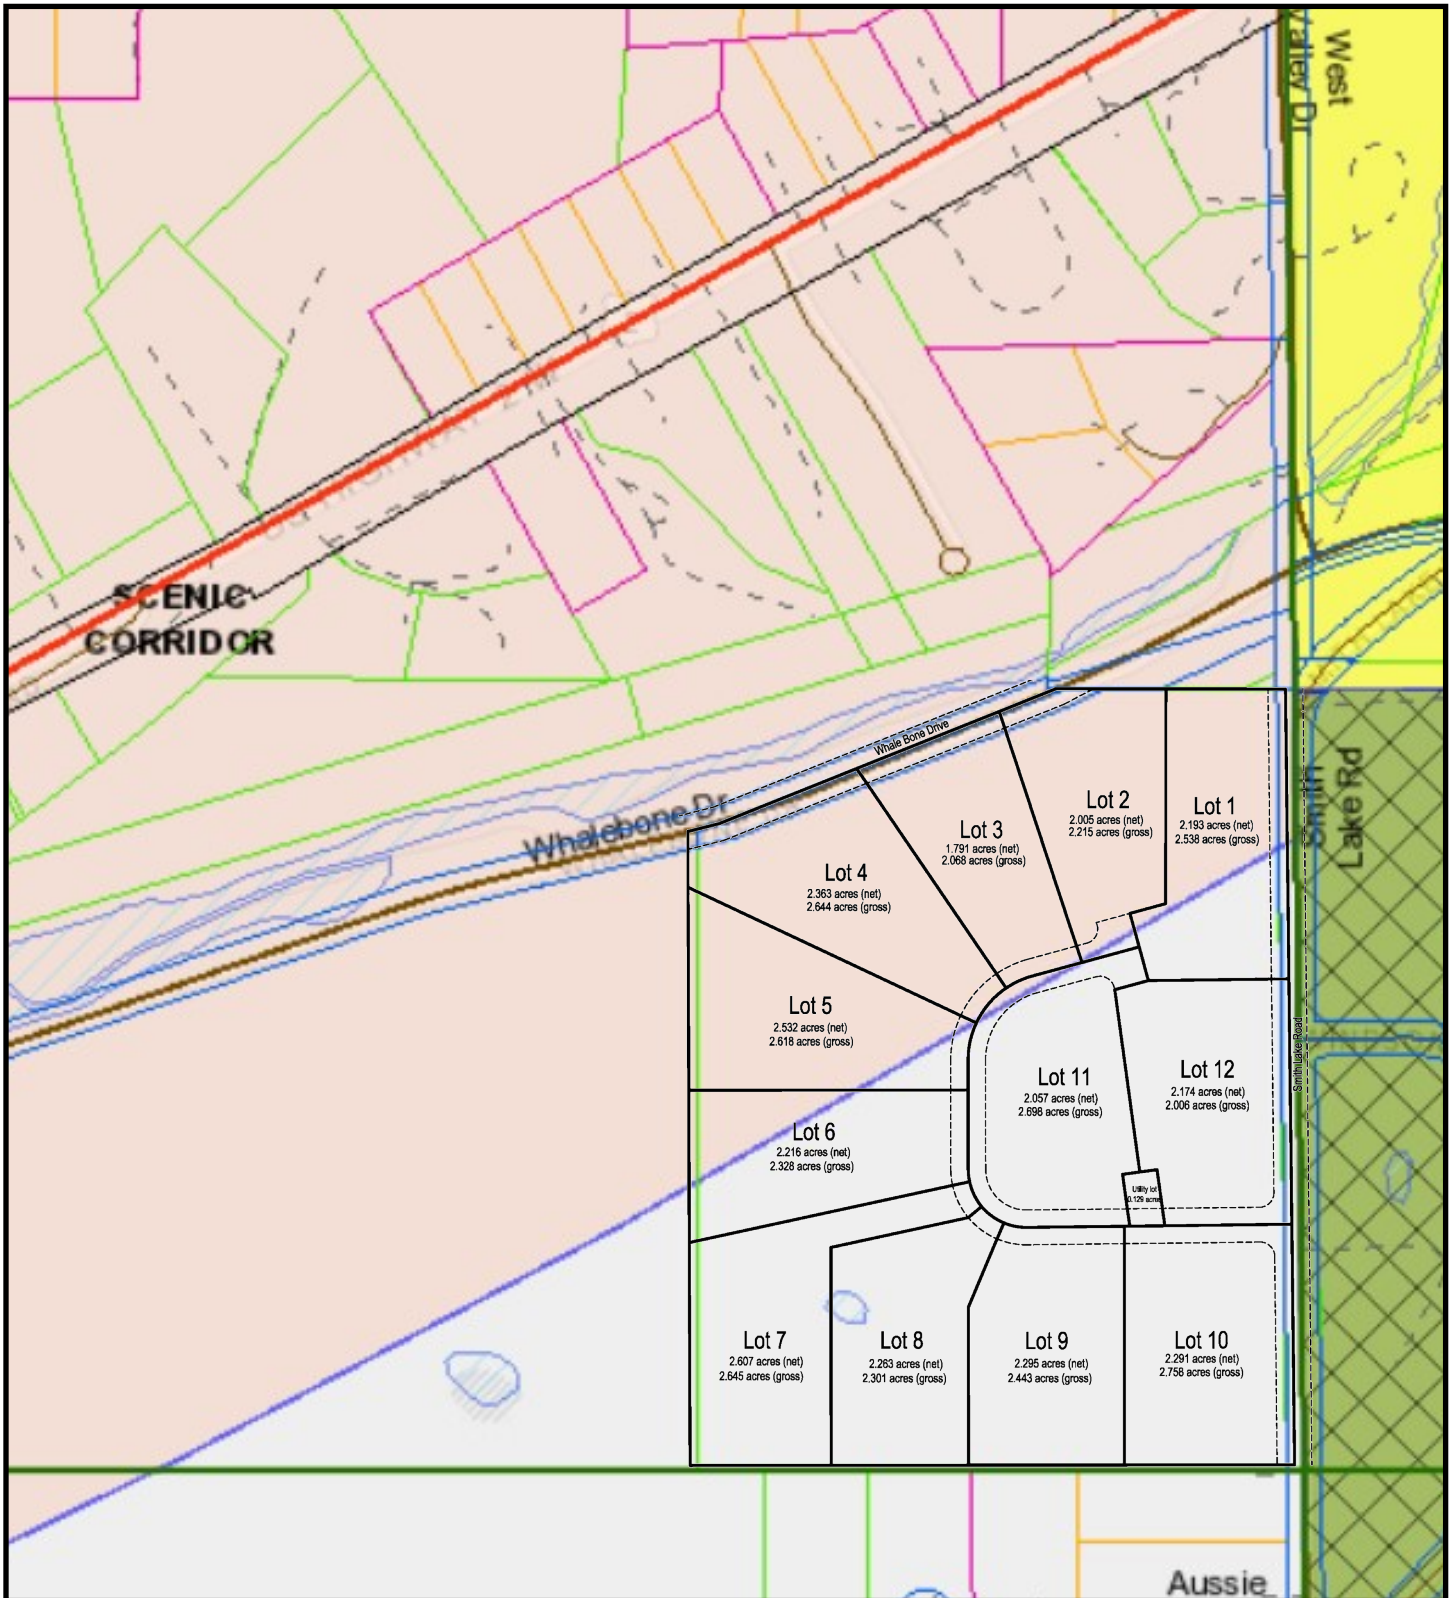 West
valley Dr
SCENIC
CORRIDOR
Whale Bone Drive
Whalebone Dr
Smith
Lake Rd
Lot 1
2.193 acres (net)
2.538 acres (gross)
Lot 2
2.005 acres (net)
2.215 acres (gross)
Lot 3
1.791 acres (net)
2.068 acres (gross)
Lot 4
2.363 acres (net)
2.644 acres (gross)
Lot 5
2.532 acres (net)
2.618 acres (gross)
Lot 6
2.216 acres (net)
2.328 acres (gross)
Lot 11
2.057 acres (net)
2.698 acres (gross)
Lot 12
2.174 acres (net)
2.006 acres (gross)
Smith Lake Road
Utility lot
0.129 acres
Lot 7
2.607 acres (net)
2.645 acres (gross)
Lot 8
2.263 acres (net)
2.301 acres (gross)
Lot 9
2.295 acres (net)
2.443 acres (gross)
Lot 10
2.291 acres (net)
2.758 acres (gross)
Aussie